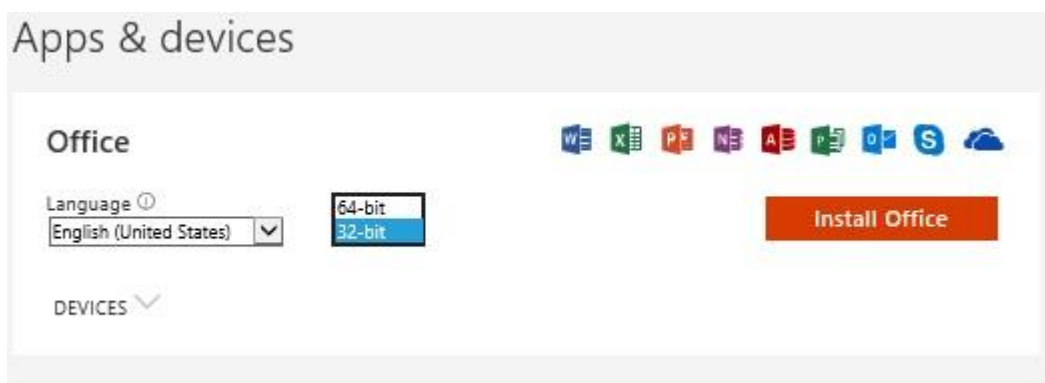 Apps & devices
Office
W X P N A P O S
Language
English (United States)
64-bit
32-bit
Install Office
DEVICES